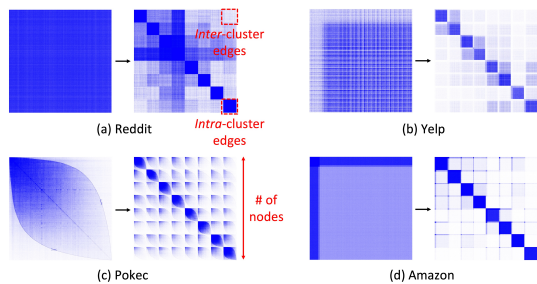 Inter-cluster
edges
(a) Reddit
Intra-cluster
edges
(b) Yelp
# of
nodes
(c) Pokec
(d) Amazon